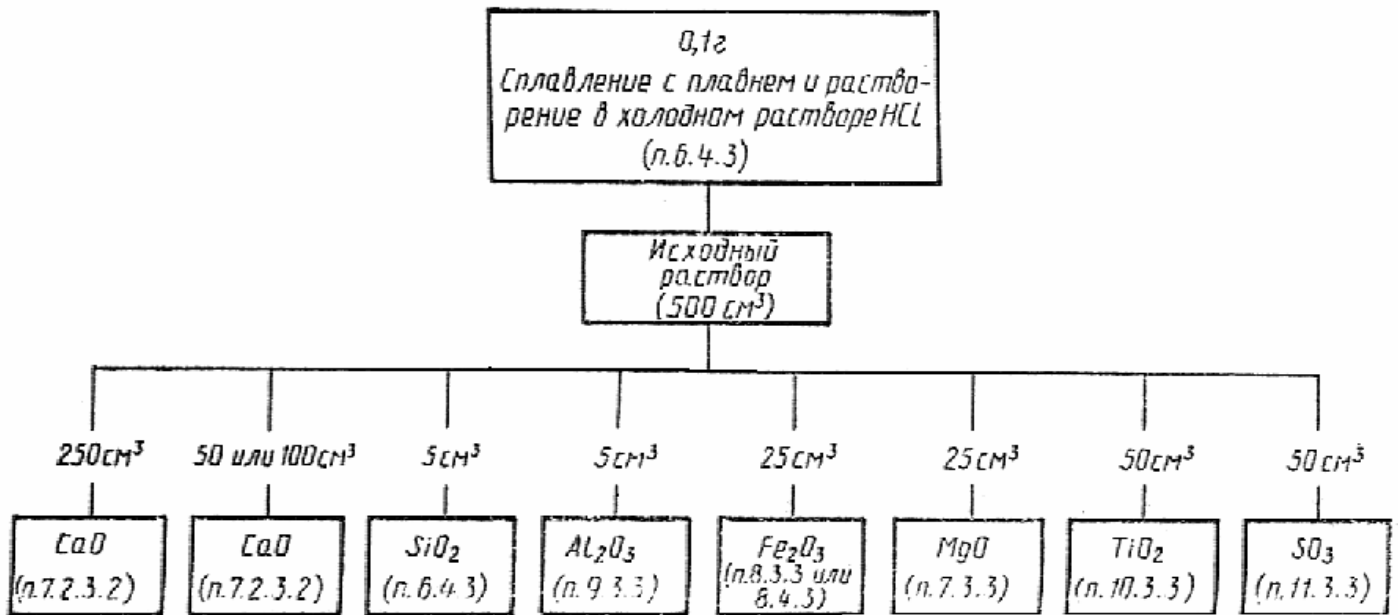 0,1г
Сплавление с плавнем и раство-
рение в холодном растворе HCl
(п.6.4.3)
Исходный
раствор
(500 см³)
250см³ 50 или 100см³ 5см³ 5см³ 25см³ 25см³ 50см³ 50см³
CaO CaO SiO₂ Al₂O₃ Fe₂O₃ MgO TiO₂ SO₃
(п.7.2.3.2) (п.7.2.3.2) (п.6.4.3) (п.9.3.3) (п.8.3.3 или (п.7.3.3) (п.10.3.3) (п.11.3.3)
8.4.3)